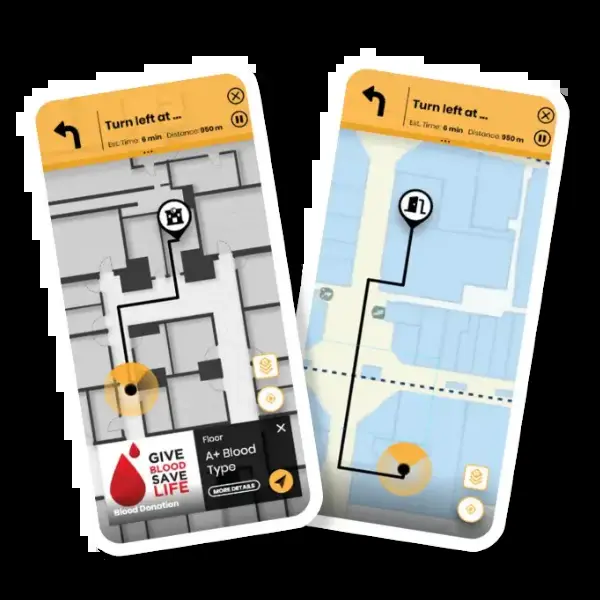 Turn left at ...
Est. Time: 6 min Distance: 950 m
GIVE
BLOOD
SAVE
LIFE
Blood Donation
Floor
A+ Blood
Type
MORE DETAILS
Turn left at ...
Est. Time: 6 min Distance: 950 m